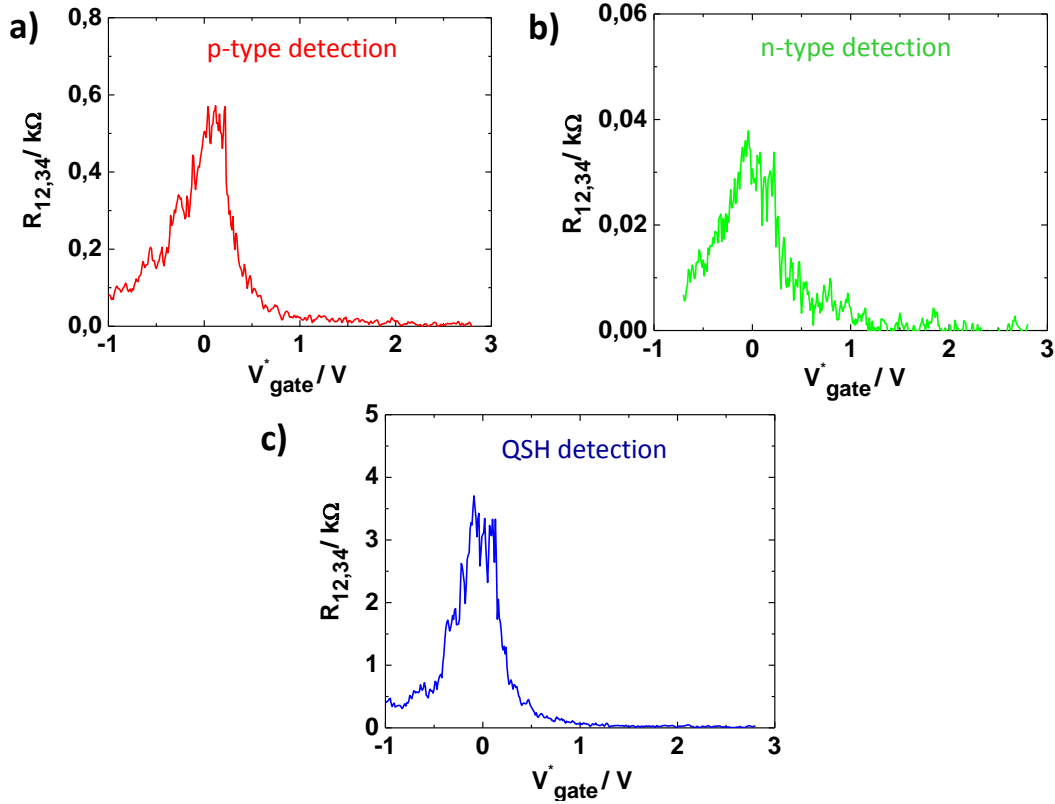 a)
p-type detection
R12,34/ kΩ
0,8
0,6
0,4
0,2
0,0
-1 0 1 2 3
V*gate/ V
b)
n-type detection
R12,34/ kΩ
0,06
0,04
0,02
0,00
-1 0 1 2 3
V*gate/ V
c)
QSH detection
R12,34/ kΩ
5
4
3
2
1
0
-1 0 1 2 3
V*gate/ V